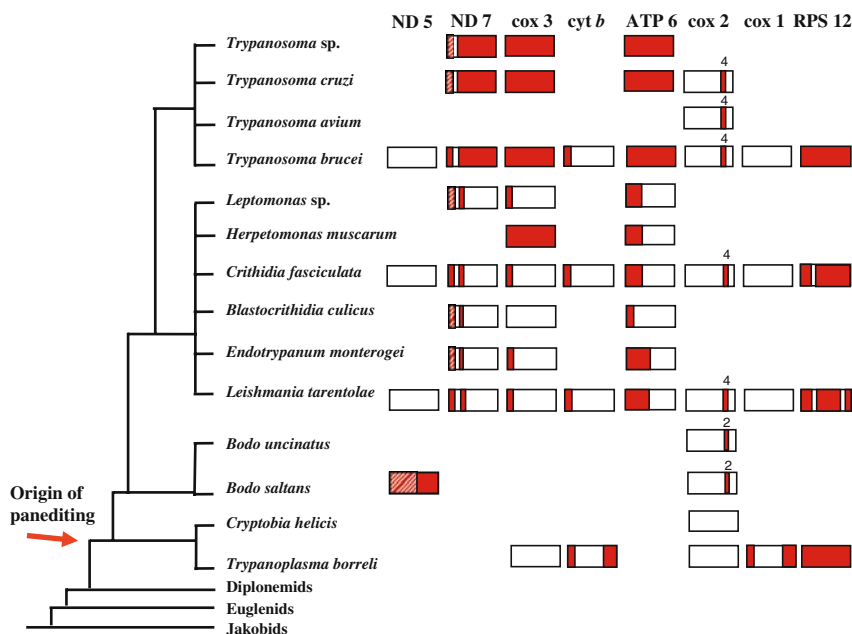 ND 5 ND 7 cox 3 cyt b ATP 6 cox 2 cox 1 RPS 12
Trypanosoma sp.
4
Trypanosoma cruzi
4
Trypanosoma avium
4
Trypanosoma brucei
Leptomonas sp.
Herpetomonas muscarum
4
Crithidia fasciculata
Blastocrithidia culicus
Endotrypanum monterogei
4
Leishmania tarentolae
2
Bodo uncinatus
2
Bodo saltans
Origin of
panediting
Cryptobia helicis
Trypanoplasma borreli
Diplonemids
Euglenids
Jakobids